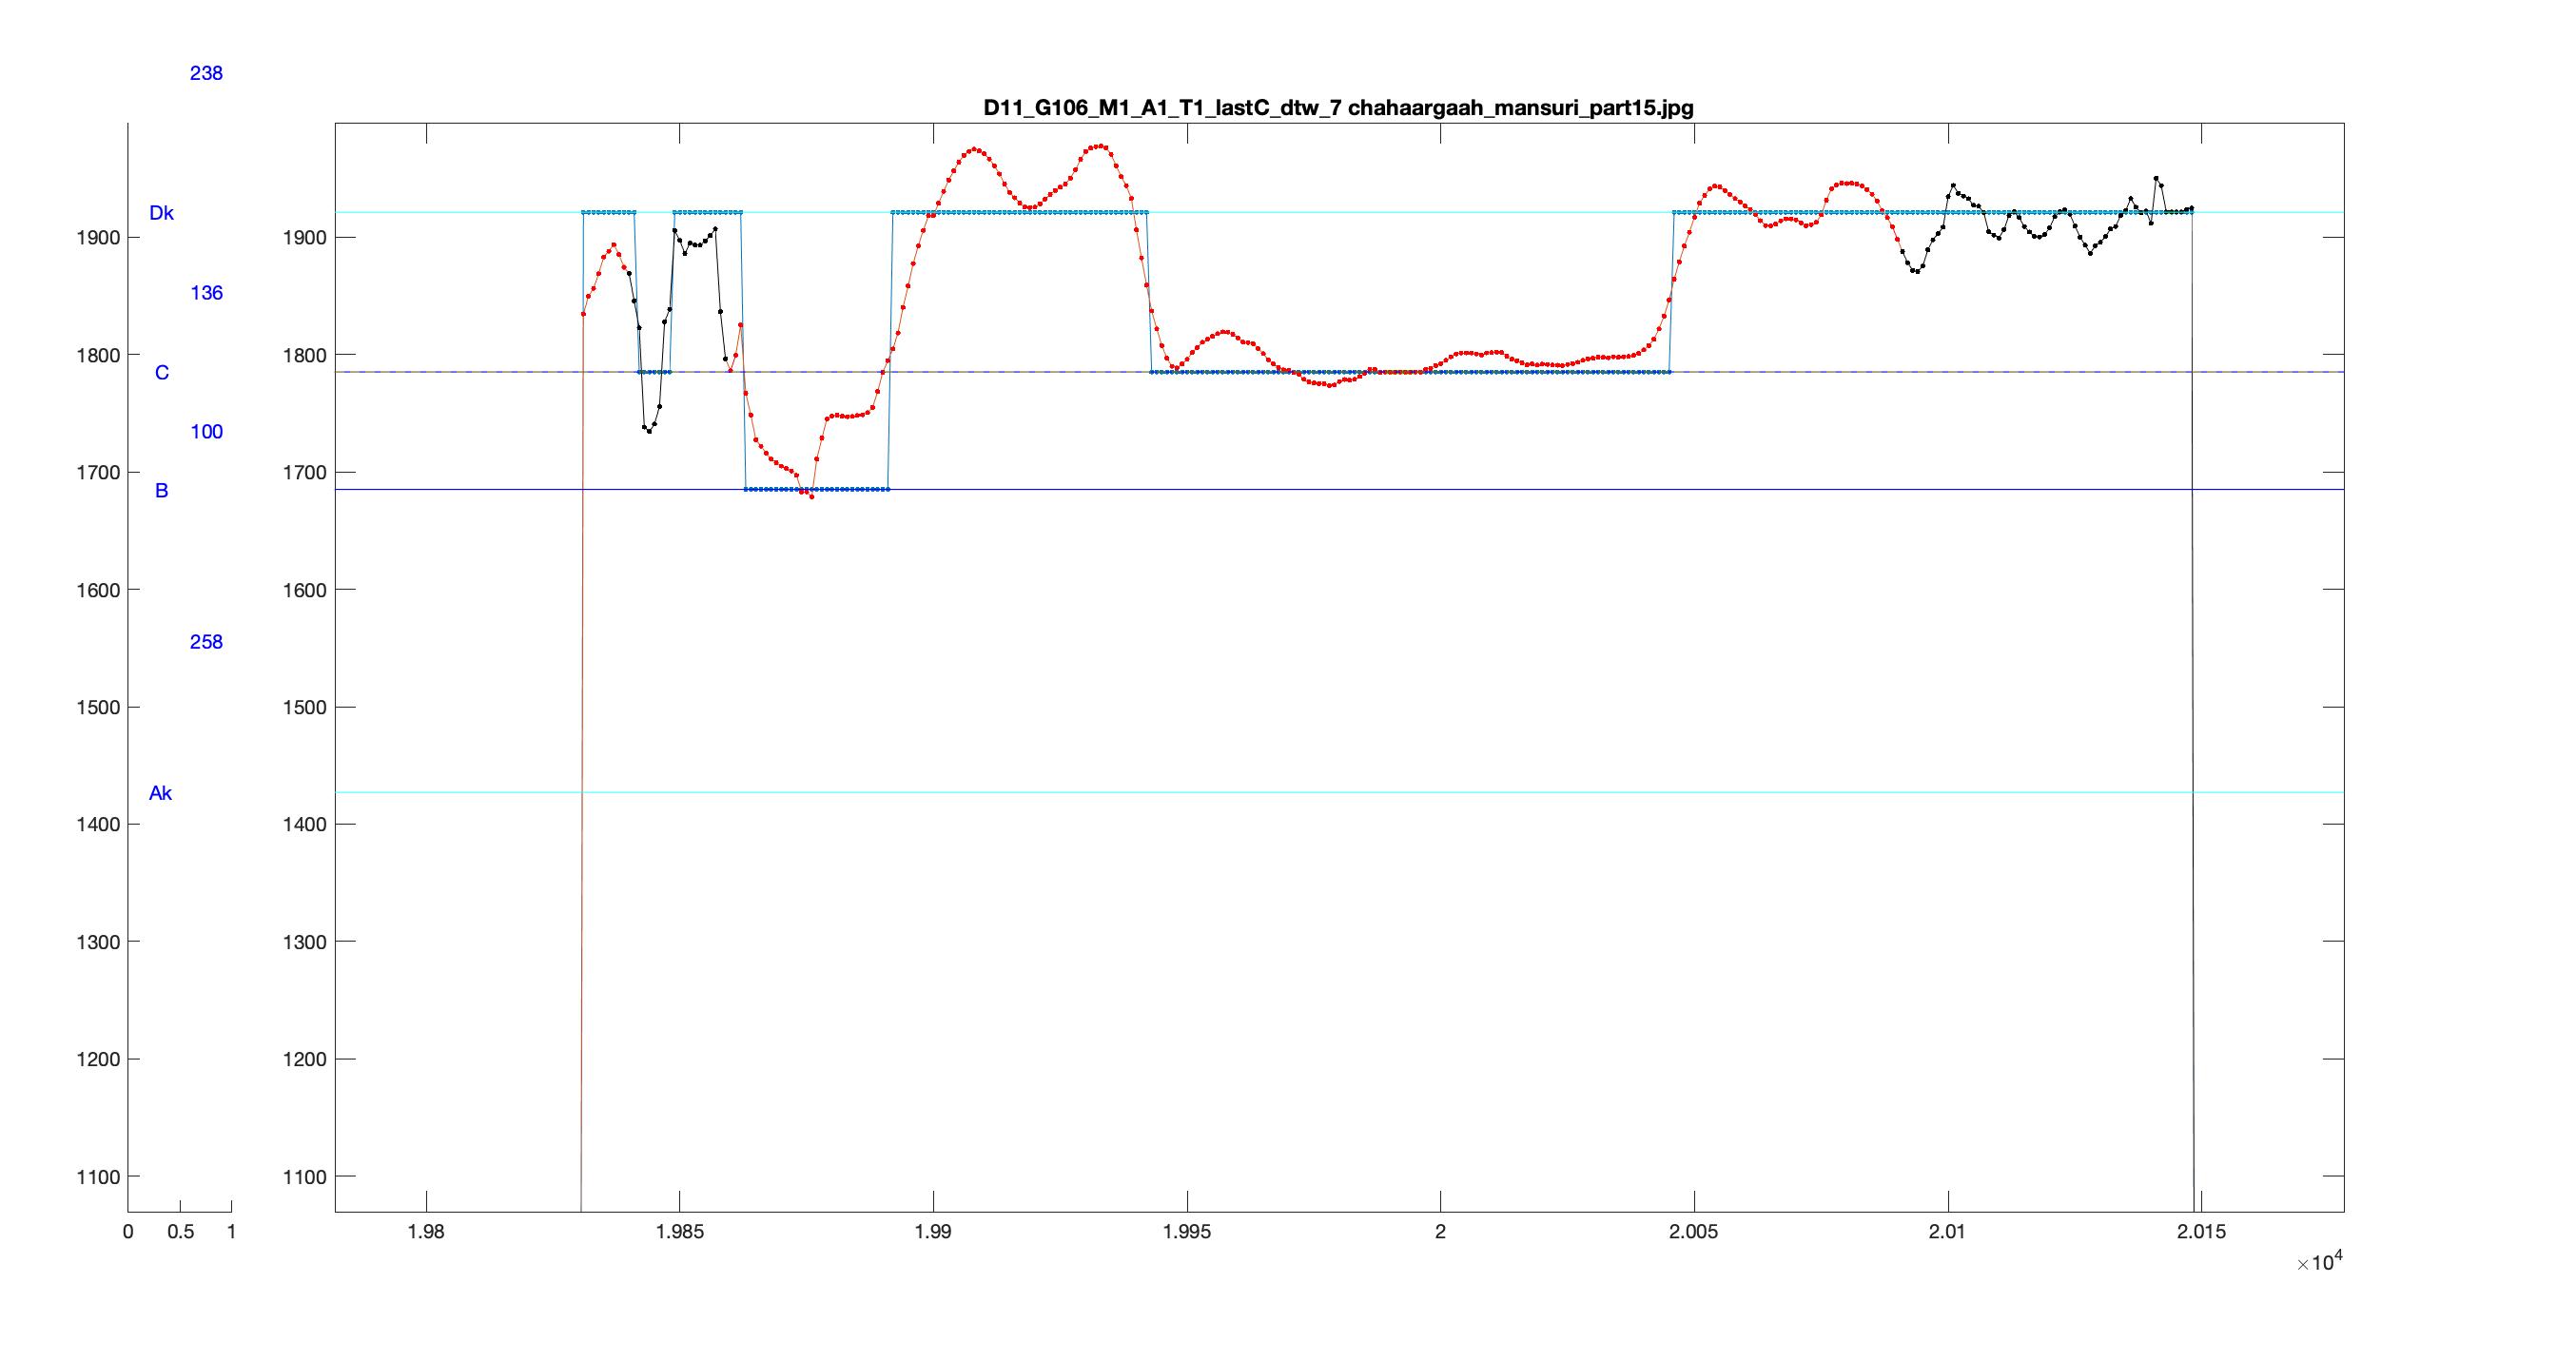 238
D11_G106_M1_A1_T1_lastC_dtw_7 chahaargaah_mansuri_part15.jpg
Dk
1900 1900
136
1800 1800
C
100
1700 1700
B
1600 1600
258
1500 1500
Ak
1400 1400
1300 1300
1200 1200
1100 1100
0 0.5 1 1.98 1.985 1.99 1.995 2 2.005 2.01 2.015
×10^4